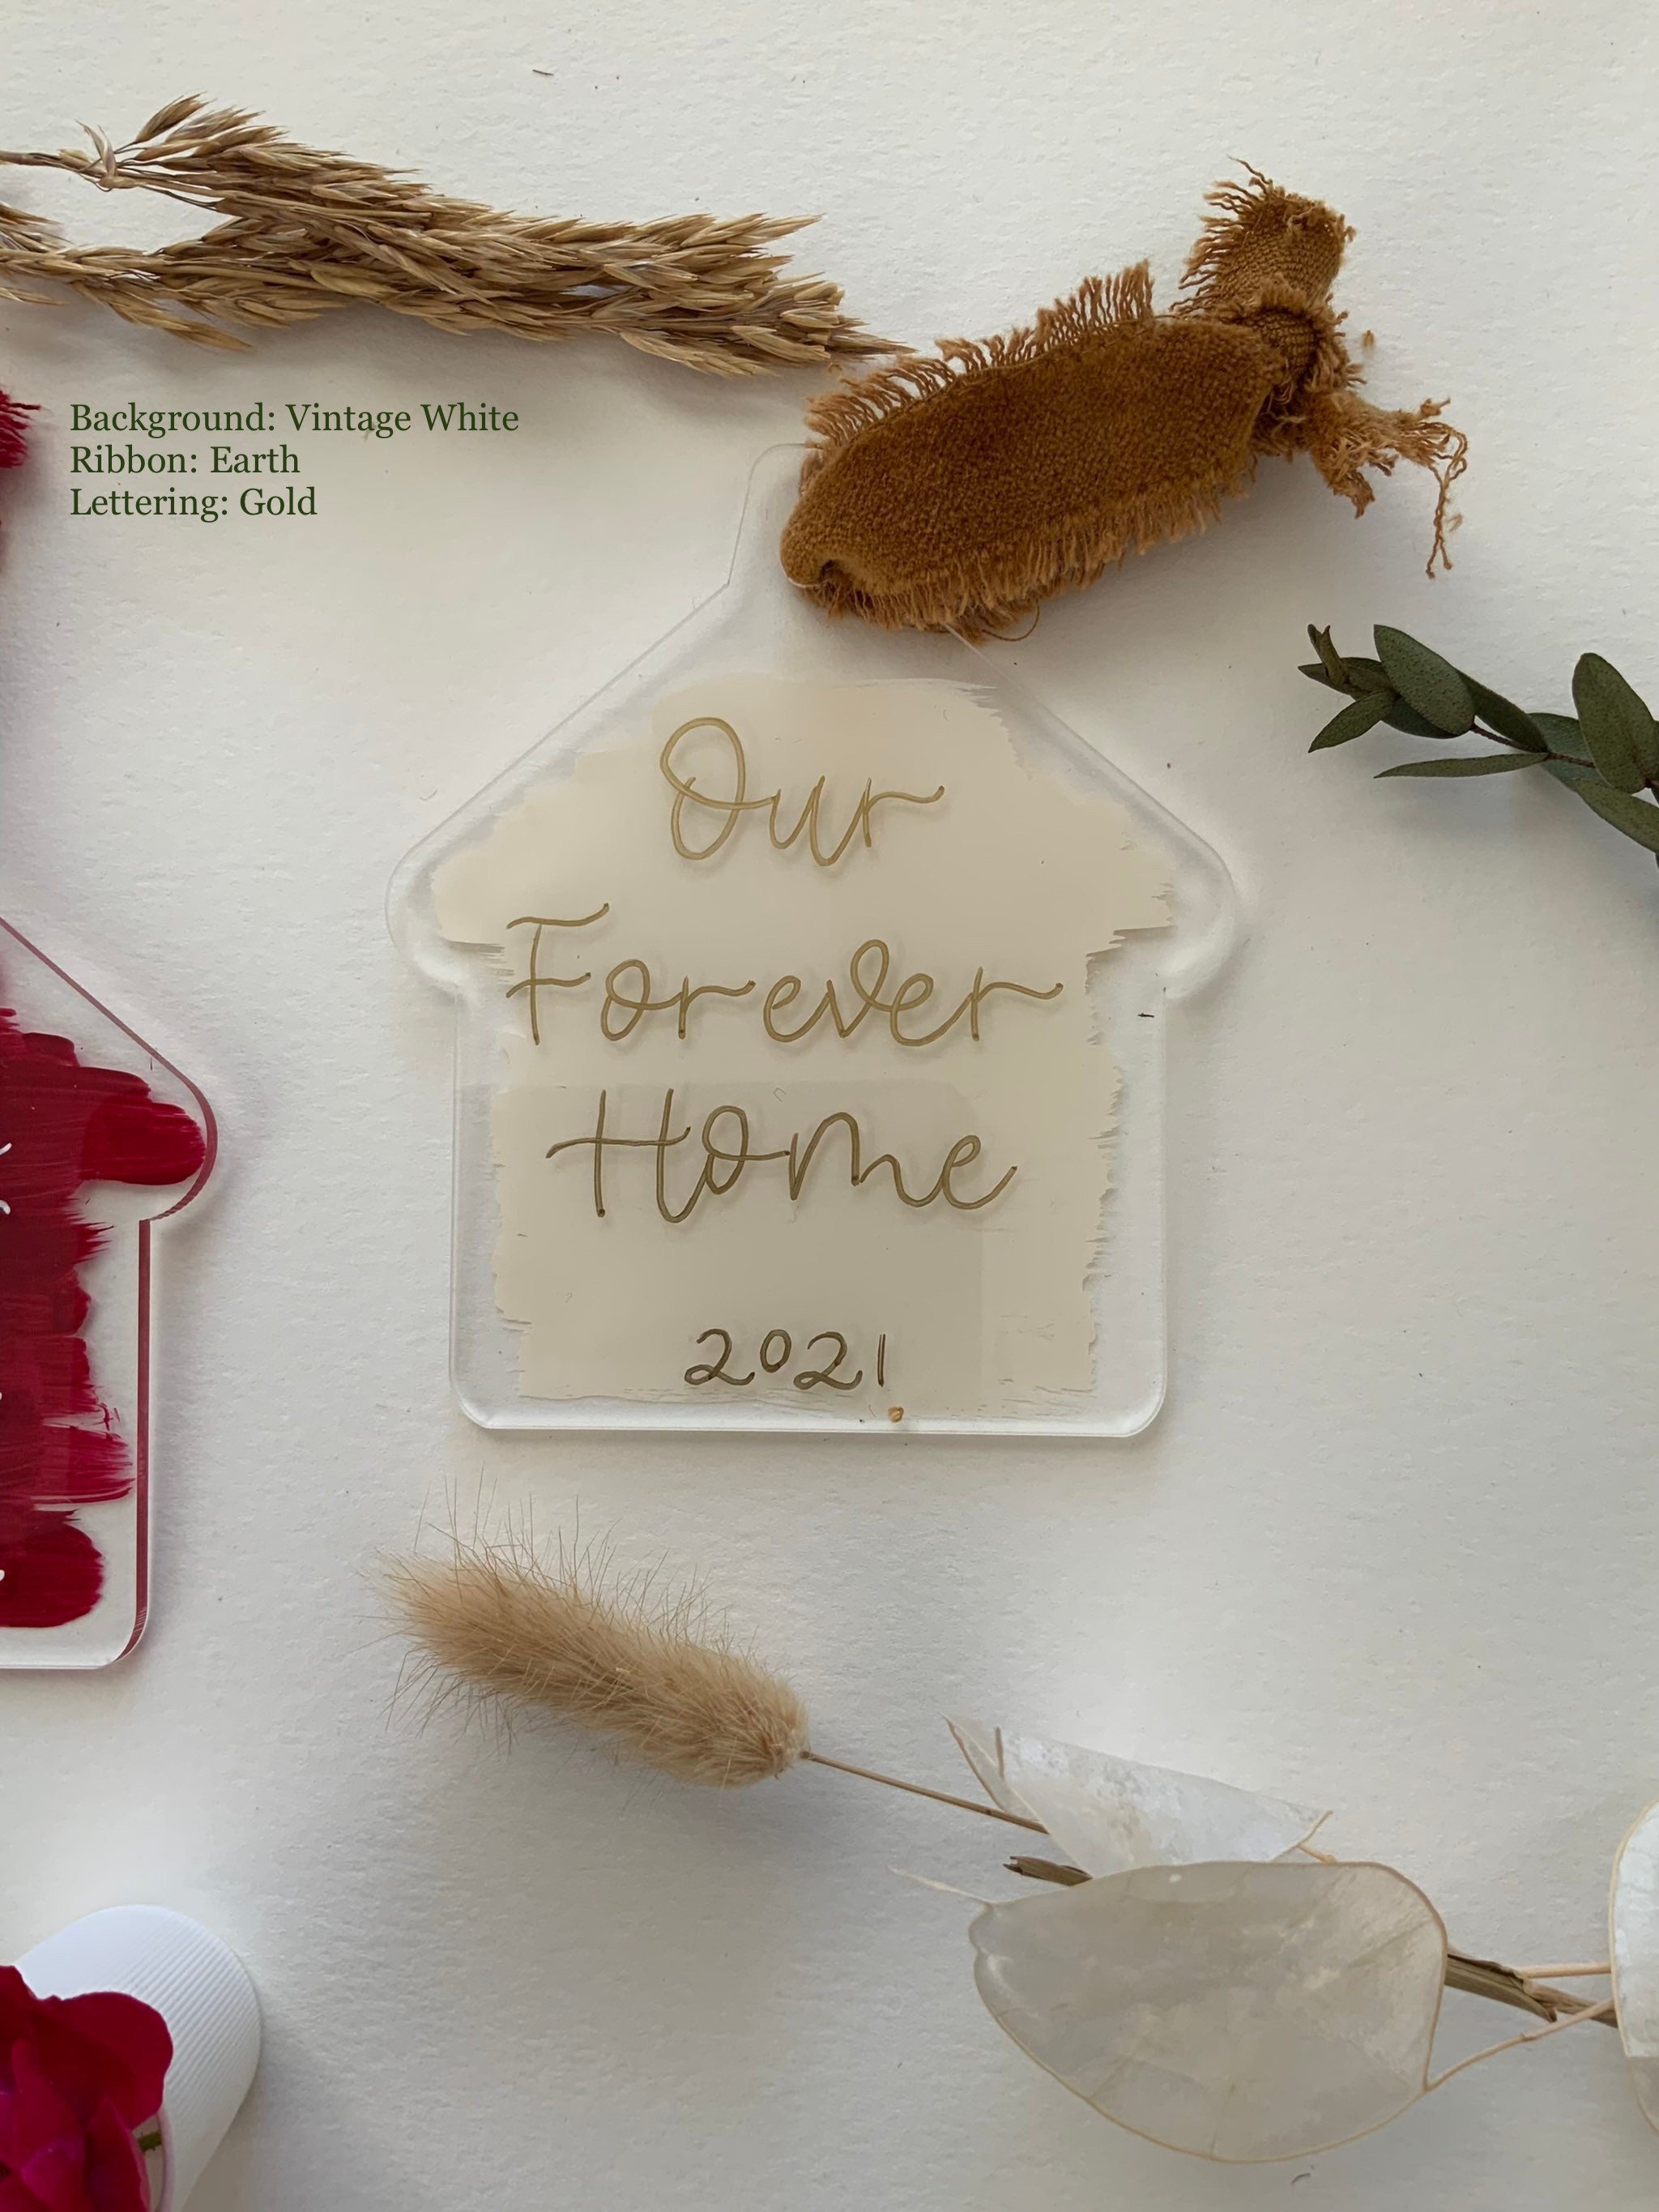 Background: Vintage White
Ribbon: Earth
Lettering: Gold
Our
Forever
Home
2021